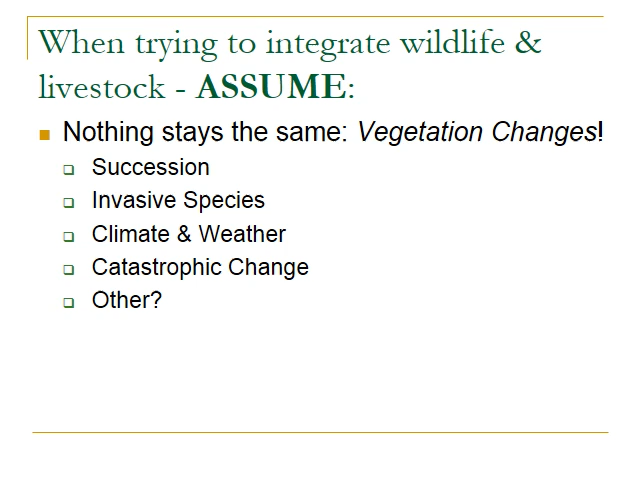 When trying to integrate wildlife &
livestock - ASSUME:
Nothing stays the same: Vegetation Changes!
Succession
Invasive Species
Climate & Weather
Catastrophic Change
Other?